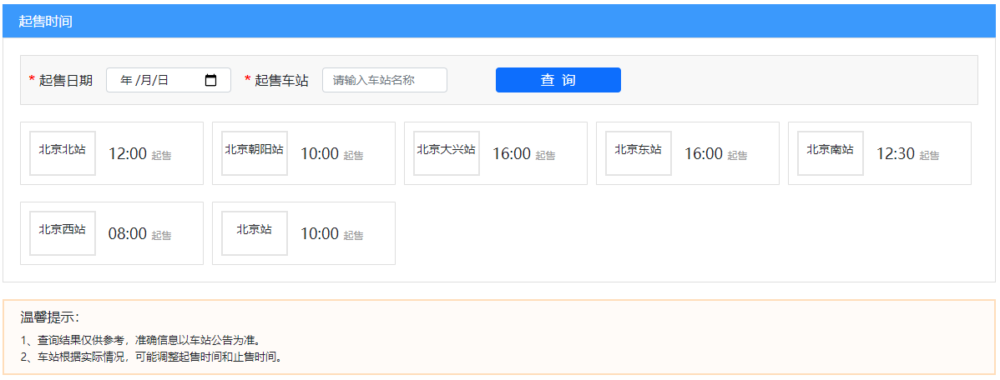 起售时间
* 起售日期 年 /月/日 * 起售车站 请输入车站名称 查 询
北京北站 12:00 起售 北京朝阳站 10:00 起售 北京大兴站 16:00 起售 北京东站 16:00 起售 北京南站 12:30 起售
北京西站 08:00 起售 北京站 10:00 起售
温馨提示：
1、查询结果仅供参考，准确信息以车站公告为准。
2、车站根据实际情况，可能调整起售时间和止售时间。